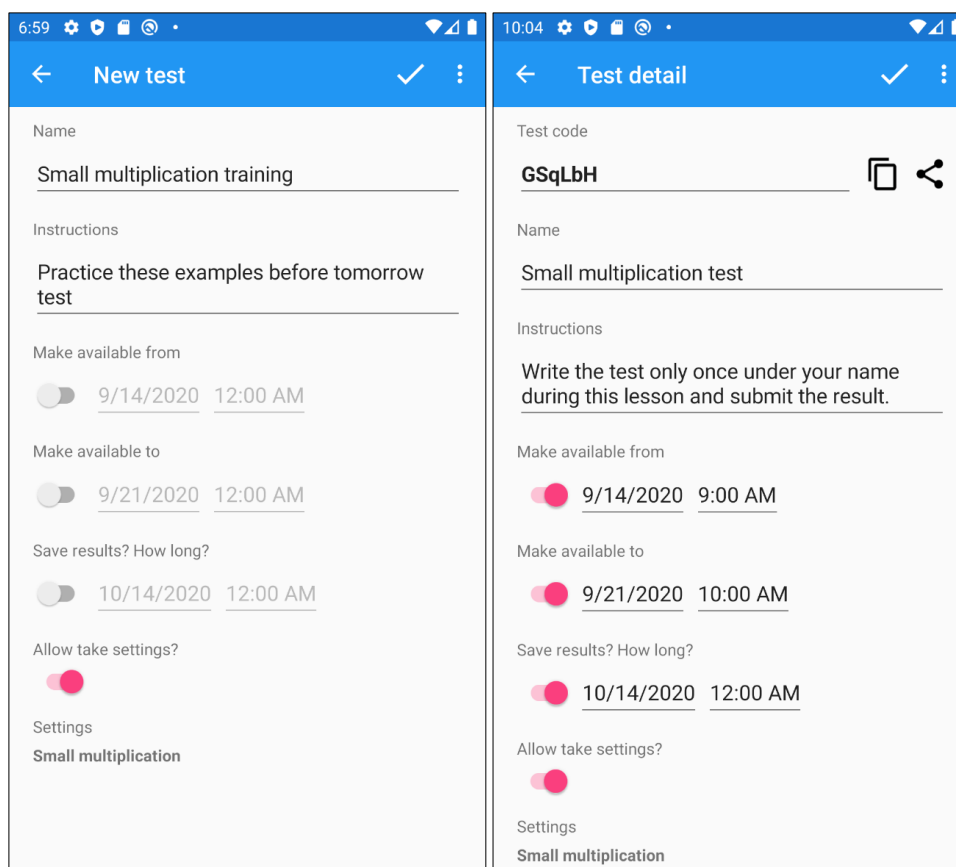 6:59
New test
Name
Small multiplication training
Instructions
Practice these examples before tomorrow
test
Make available from
9/14/2020 12:00 AM
Make available to
9/21/2020 12:00 AM
Save results? How long?
10/14/2020 12:00 AM
Allow take settings?
Settings
Small multiplication
10:04
Test detail
Test code
GSqLbH
Name
Small multiplication test
Instructions
Write the test only once under your name
during this lesson and submit the result.
Make available from
9/14/2020 9:00 AM
Make available to
9/21/2020 10:00 AM
Save results? How long?
10/14/2020 12:00 AM
Allow take settings?
Settings
Small multiplication